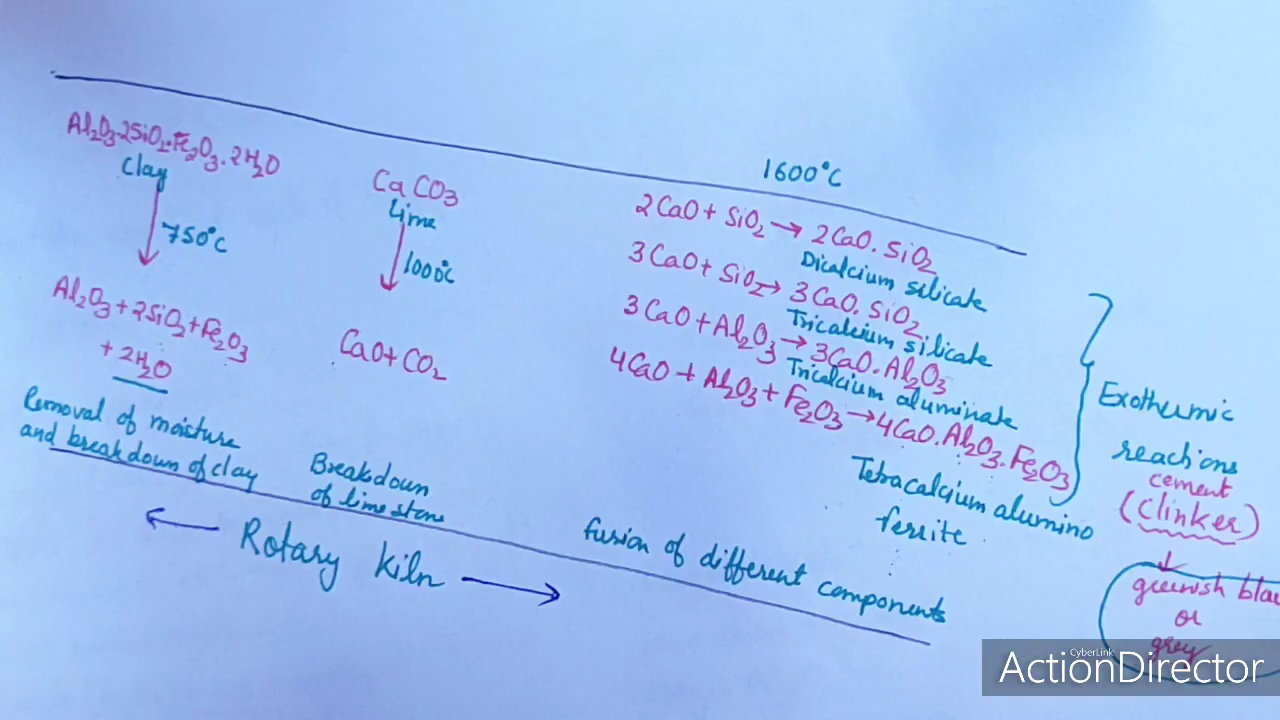 Al₂O₃.2SiO₂.Fe₂O₃.2H₂O
Clay
750°C
Al₂O₃+2SiO₂+Fe₂O₃
+2H₂O
Removal of moisture
and breakdown of clay
CaCO₃
lime
1000°C
CaO+CO₂
Breakdown
of lime stone
1600°C
2CaO+SiO₂→2CaO.SiO₂
Dicalcium silicate
3CaO+SiO₂→3CaO.SiO₂
Tricalcium silicate
3CaO+Al₂O₃→3CaO.Al₂O₃
Tricalcium aluminate
4CaO+Al₂O₃+Fe₂O₃→4CaO.Al₂O₃.Fe₂O₃
Tetracalcium alumino
ferrite
fusion of different components
← Rotary kiln →
Exothermic
reactions
cement
(Clinker)
greenish
or
grey
CyberLink
ActionDirector